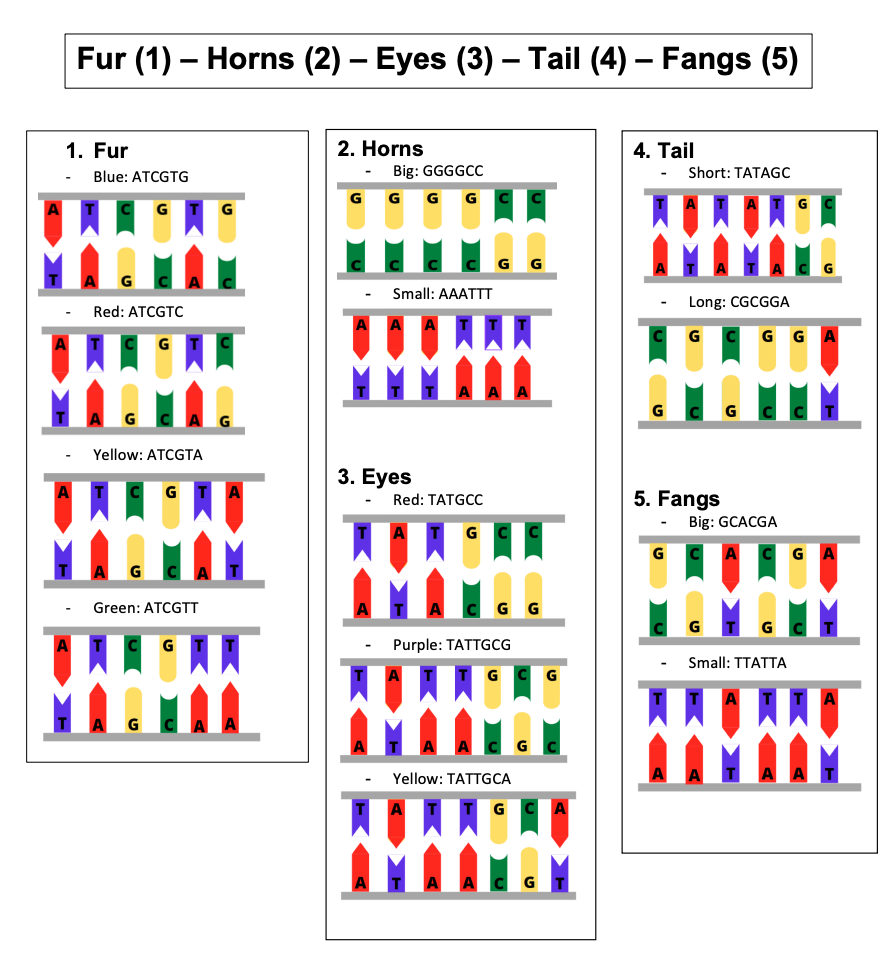 Fur (1) – Horns (2) – Eyes (3) – Tail (4) – Fangs (5)
1. Fur
- Blue: ATCGTG
A T C G T G
T A G C A C
- Red: ATCGTC
A T C G T C
T A G C A G
- Yellow: ATCGTA
A T C G T A
T A G C A T
- Green: ATCGTT
A T C G T T
T A G C A A
2. Horns
- Big: GGGGCC
G G G G C C
C C C C G G
- Small: AAATTT
A A A T T T
T T T A A A
3. Eyes
- Red: TATGCC
T A T G C C
A T A C G G
- Purple: TATTGCG
T A T T G C G
A T A A C G C
- Yellow: TATTGCA
T A T T G C A
A T A A C G T
4. Tail
- Short: TATAGC
T A T A T G C
A T A T A C G
- Long: CGCGGA
C G C G G A
G C G C C T
5. Fangs
- Big: GCACGA
G C A C G A
C G T G C T
- Small: TTATTA
T T A T T A
A A T A A T